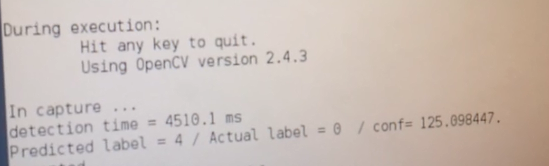 During execution:
Hit any key to quit.
Using OpenCV version 2.4.3
In capture ...
detection time = 4510.1 ms
Predicted label = 4 / Actual label = 0 / conf= 125.098447.